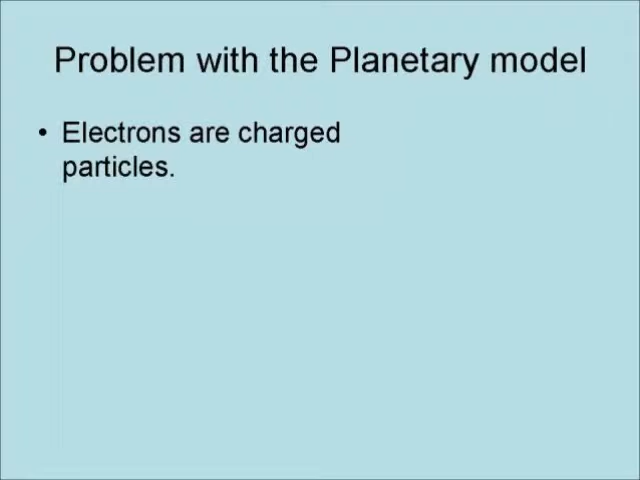 Problem with the Planetary model
• Electrons are charged
particles.